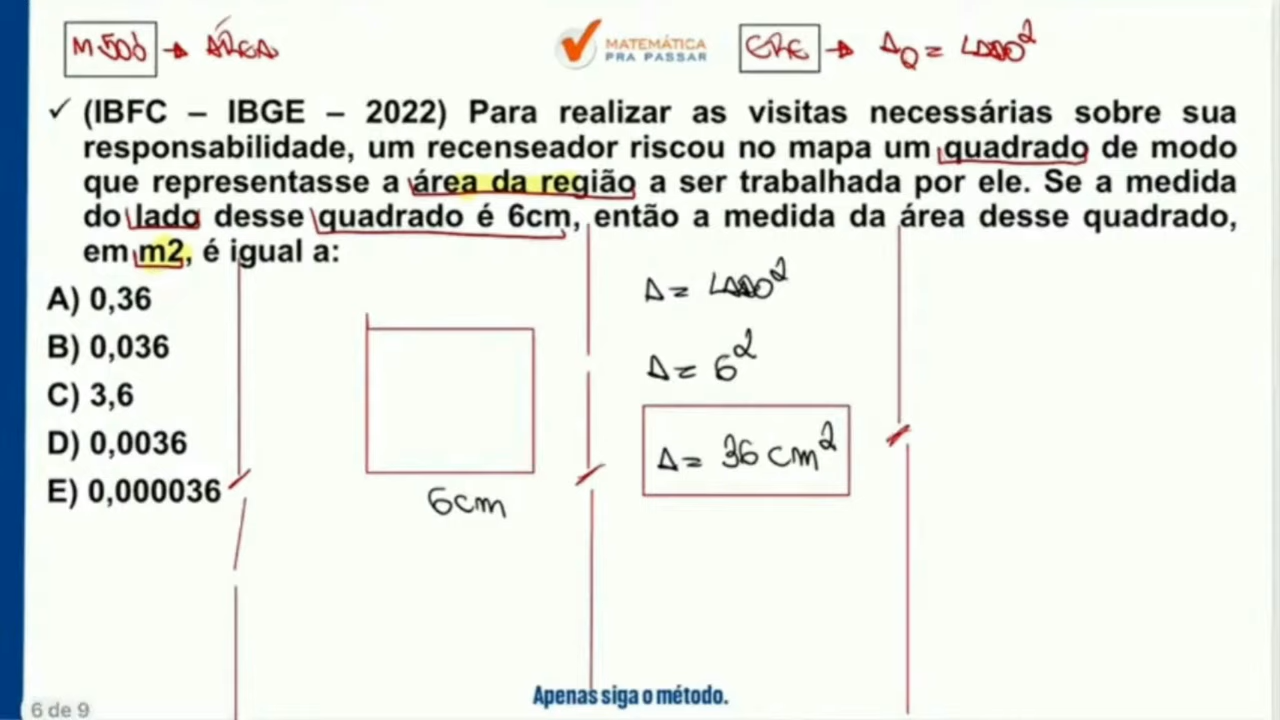 M500 → ÁREA
MATEMÁTICA
PRA PASSAR
CRE → AQ = LADO²
✓ (IBFC – IBGE – 2022) Para realizar as visitas necessárias sobre sua
responsabilidade, um recenseador riscou no mapa um quadrado de modo
que representasse a área da região a ser trabalhada por ele. Se a medida
do lado desse quadrado é 6cm, então a medida da área desse quadrado,
em m2, é igual a:
A) 0,36
B) 0,036
C) 3,6
D) 0,0036
E) 0,000036
6cm
A = LADO²
A = 6²
A = 36 cm²
Apenas siga o método.
6 de 9